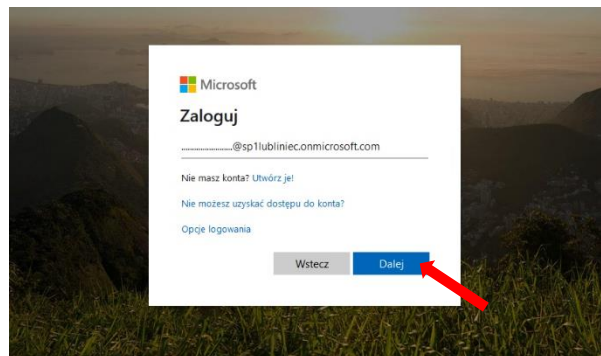 Microsoft
Zaloguj
......................@sp1lubliniec.onmicrosoft.com
Nie masz konta? Utwórz je!
Nie możesz uzyskać dostępu do konta?
Opcje logowania
Wstecz Dalej